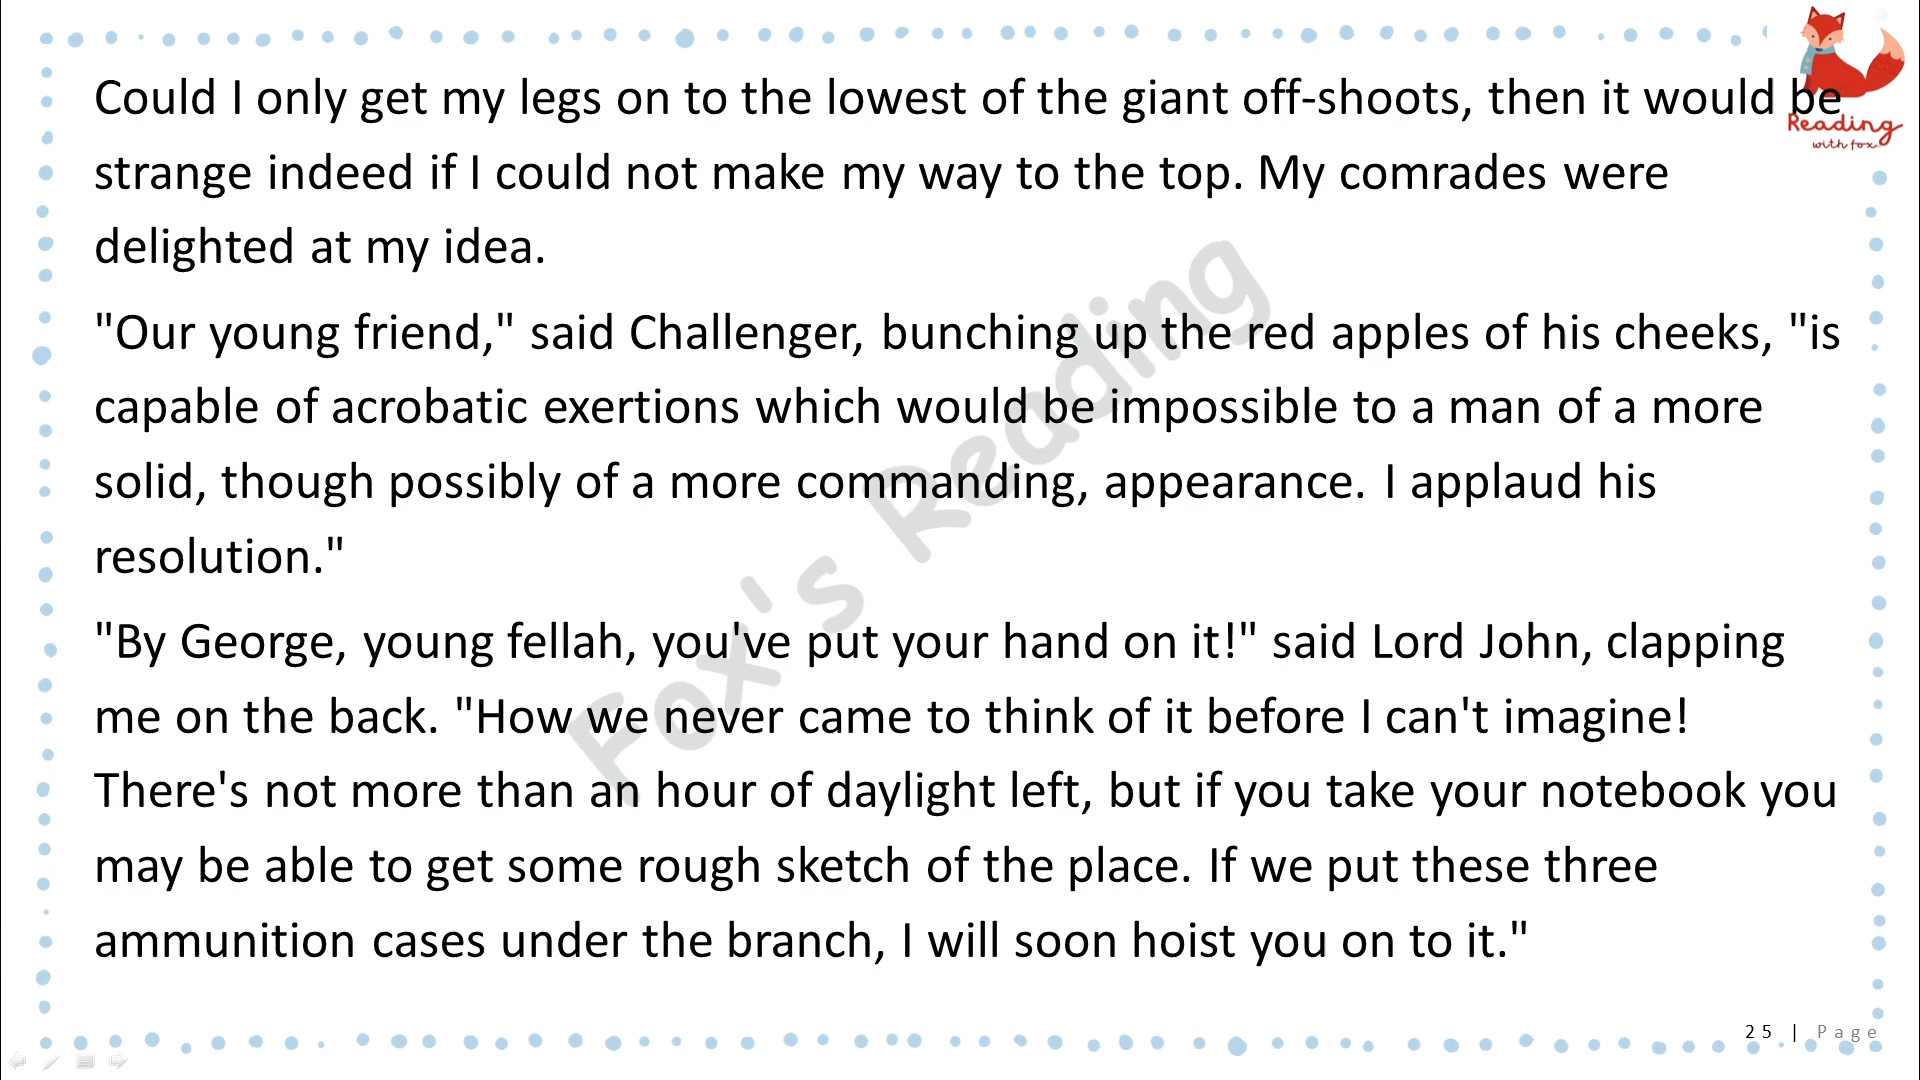 Could I only get my legs on to the lowest of the giant off-shoots, then it would be
strange indeed if I could not make my way to the top. My comrades were
delighted at my idea.
"Our young friend," said Challenger, bunching up the red apples of his cheeks, "is
capable of acrobatic exertions which would be impossible to a man of a more
solid, though possibly of a more commanding, appearance. I applaud his
resolution."
"By George, young fellah, you've put your hand on it!" said Lord John, clapping
me on the back. "How we never came to think of it before I can't imagine!
There's not more than an hour of daylight left, but if you take your notebook you
may be able to get some rough sketch of the place. If we put these three
ammunition cases under the branch, I will soon hoist you on to it."
Reading
with fox
Fox's Reading
25 | Page